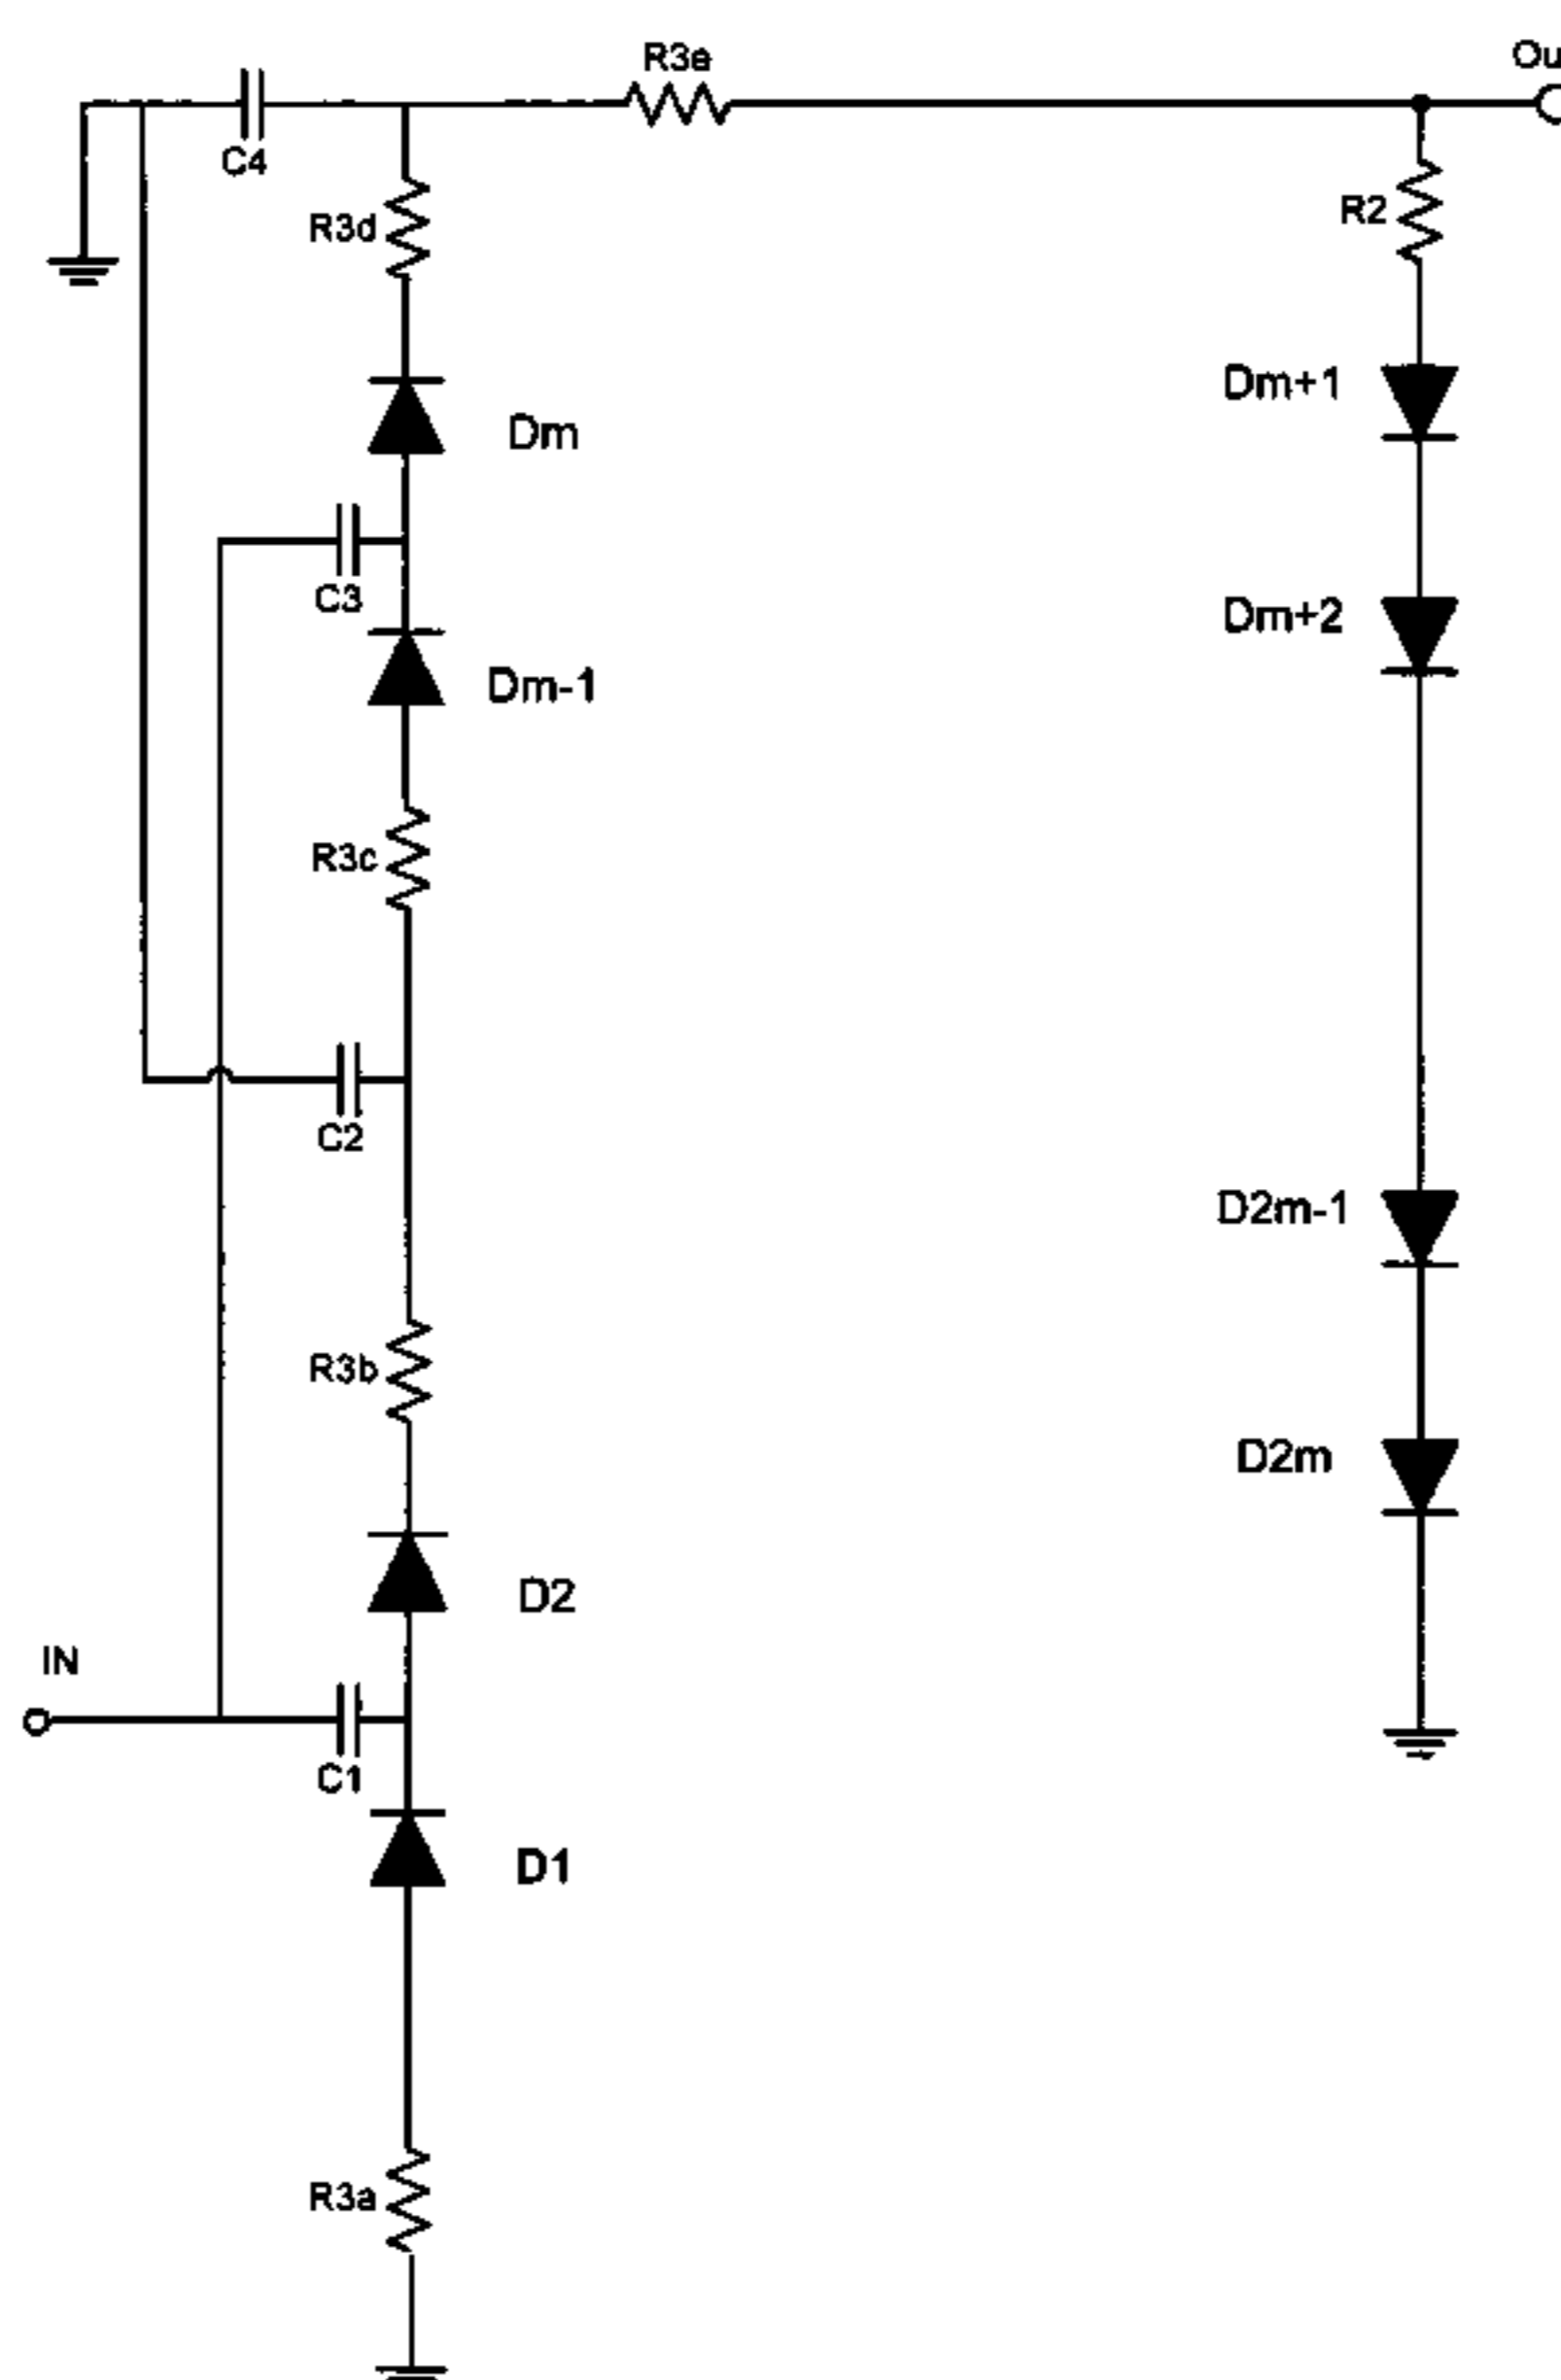 R3e
Ou
C4
R3d
R2
Dm+1
Dm
C3
Dm+2
Dm-1
R3c
C2
D2m-1
R3b
D2m
D2
IN
C1
D1
R3a